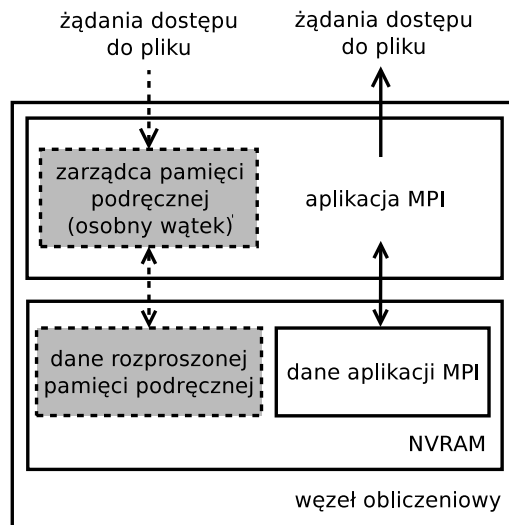 żądania dostępu
do pliku
żądania dostępu
do pliku
zarządca pamięci
podręcznej
(osobny wątek)
aplikacja MPI
dane rozproszonej
pamięci podręcznej
dane aplikacji MPI
NVRAM
węzeł obliczeniowy